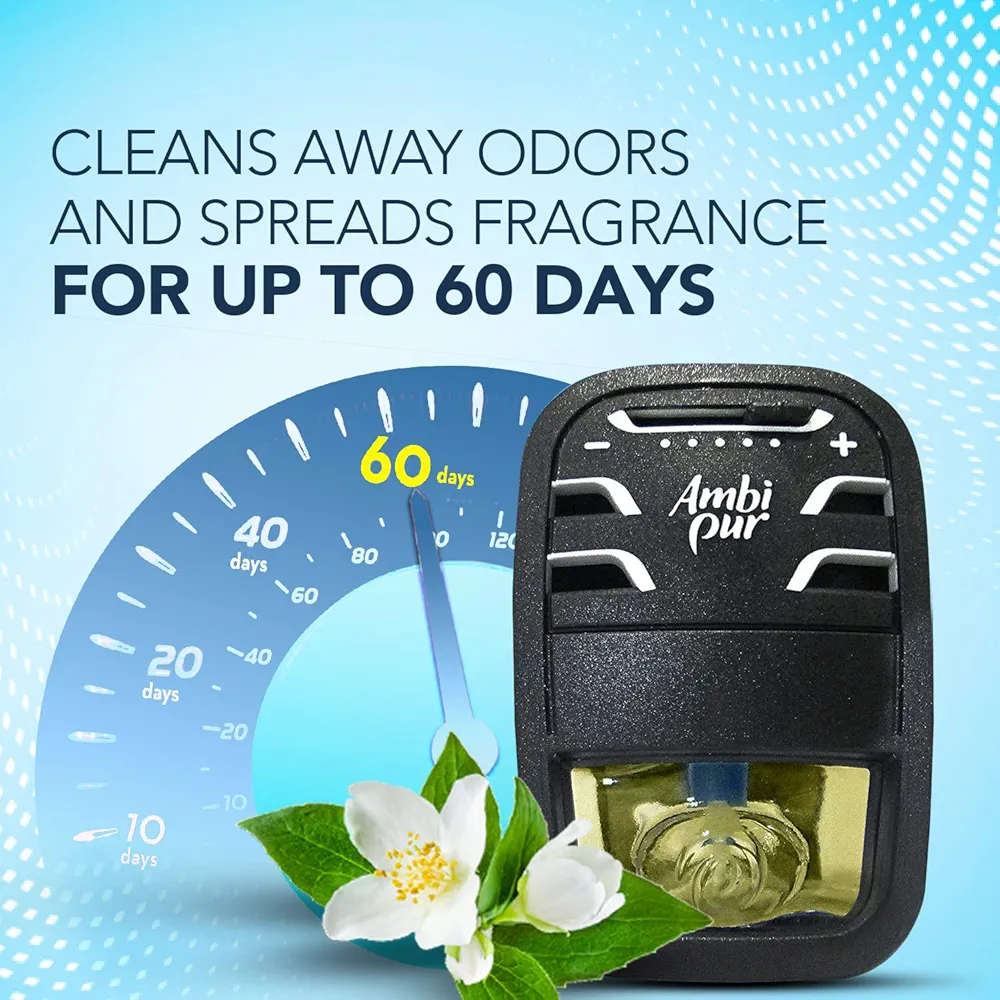 CLEANS AWAY ODORS
AND SPREADS FRAGRANCE
FOR UP TO 60 DAYS
60 days
40
days
20
days
10
days
10
20
40
60
80
120
− +
Ambi
pur